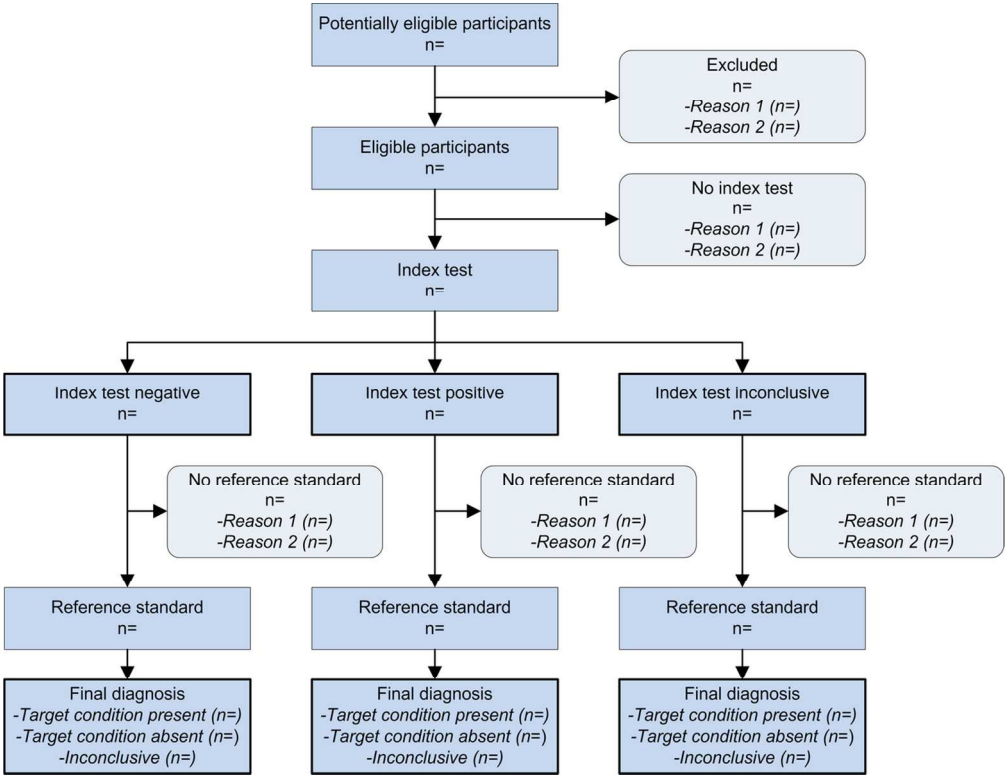 Potentially eligible participants
n=
Excluded
n=
-Reason 1 (n=)
-Reason 2 (n=)
Eligible participants
n=
No index test
n=
-Reason 1 (n=)
-Reason 2 (n=)
Index test
n=
Index test negative
n=
Index test positive
n=
Index test inconclusive
n=
No reference standard
n=
-Reason 1 (n=)
-Reason 2 (n=)
No reference standard
n=
-Reason 1 (n=)
-Reason 2 (n=)
No reference standard
n=
-Reason 1 (n=)
-Reason 2 (n=)
Reference standard
n=
Reference standard
n=
Reference standard
n=
Final diagnosis
-Target condition present (n=)
-Target condition absent (n=)
-Inconclusive (n=)
Final diagnosis
-Target condition present (n=)
-Target condition absent (n=)
-Inconclusive (n=)
Final diagnosis
-Target condition present (n=)
-Target condition absent (n=)
-Inconclusive (n=)